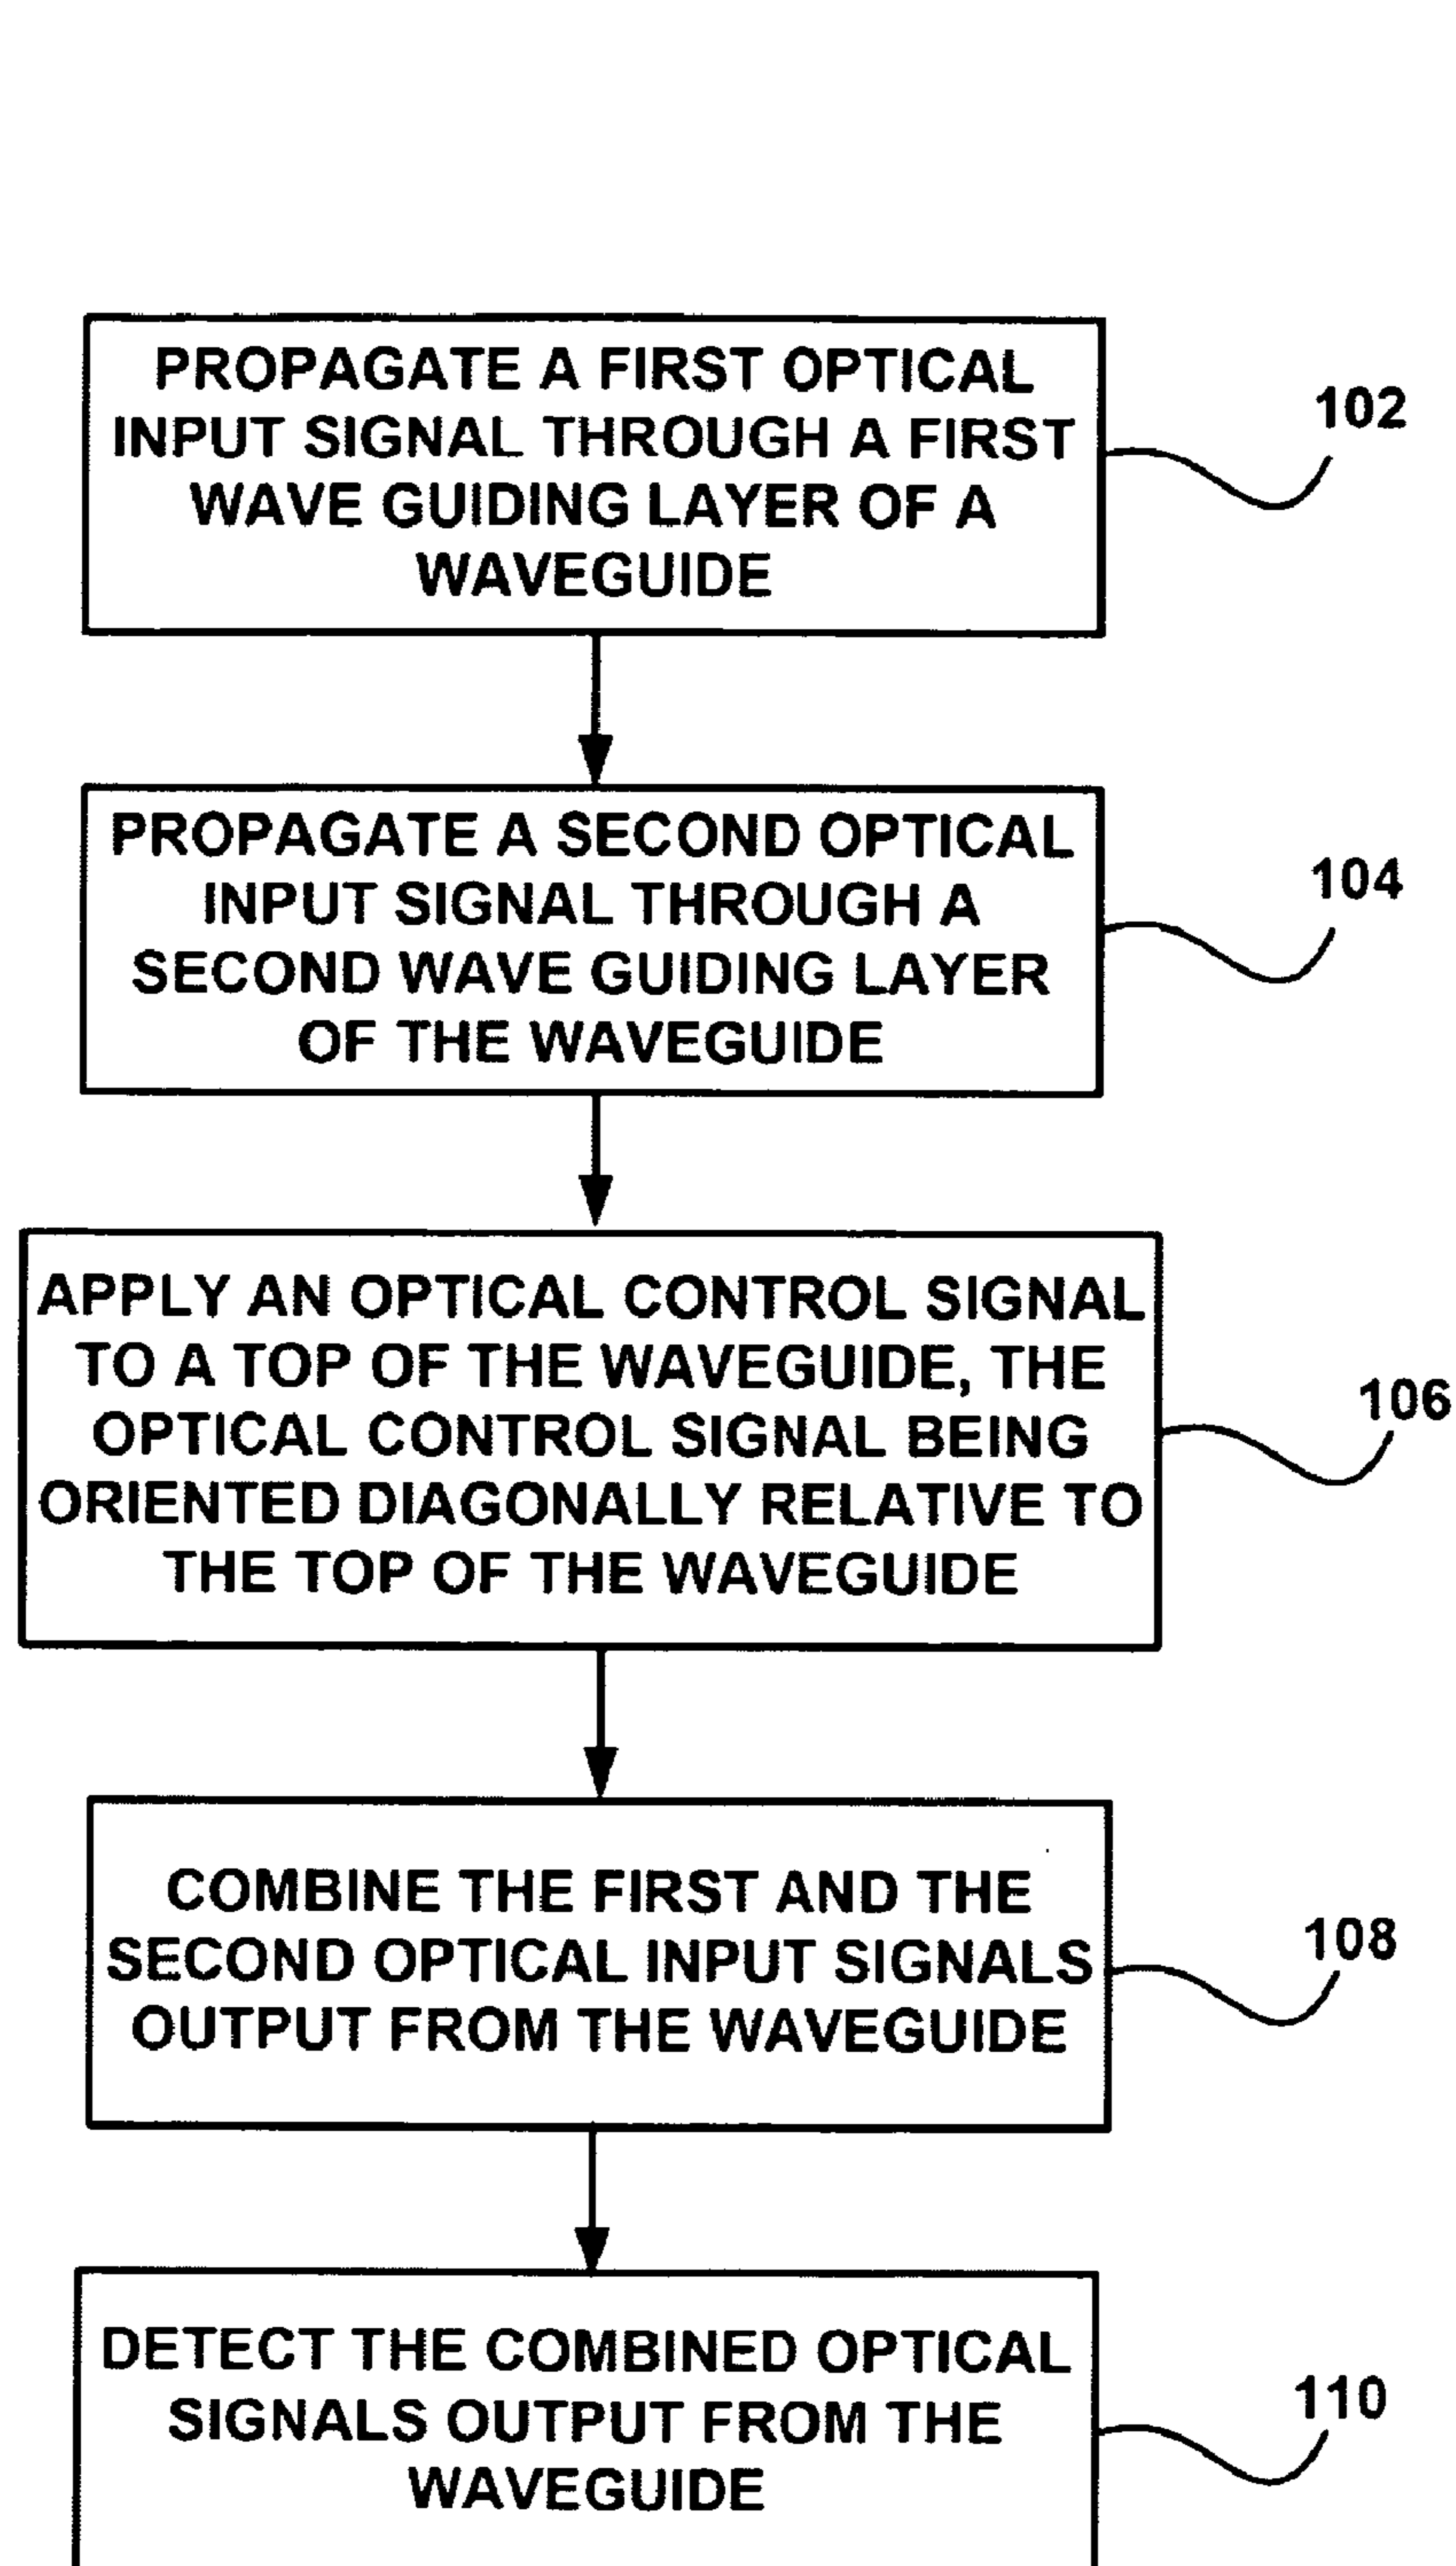 PROPAGATE A FIRST OPTICAL
INPUT SIGNAL THROUGH A FIRST
WAVE GUIDING LAYER OF A
WAVEGUIDE
102
PROPAGATE A SECOND OPTICAL
INPUT SIGNAL THROUGH A
SECOND WAVE GUIDING LAYER
OF THE WAVEGUIDE
104
APPLY AN OPTICAL CONTROL SIGNAL
TO A TOP OF THE WAVEGUIDE, THE
OPTICAL CONTROL SIGNAL BEING
ORIENTED DIAGONALLY RELATIVE TO
THE TOP OF THE WAVEGUIDE
106
COMBINE THE FIRST AND THE
SECOND OPTICAL INPUT SIGNALS
OUTPUT FROM THE WAVEGUIDE
108
DETECT THE COMBINED OPTICAL
SIGNALS OUTPUT FROM THE
WAVEGUIDE
110